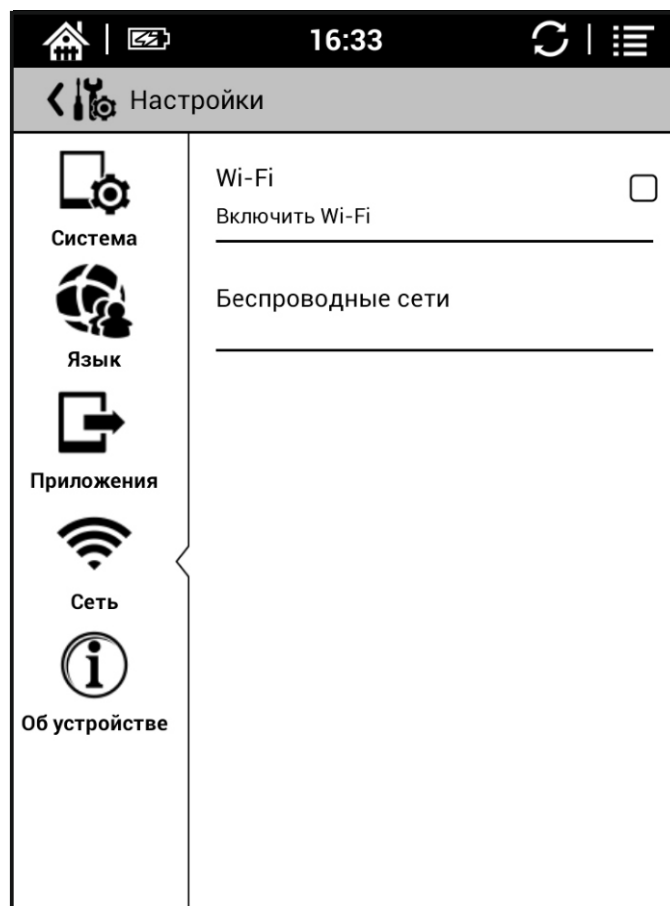 16:33
Настройки
Система
Язык
Приложения
Сеть
Об устройстве
Wi-Fi
Включить Wi-Fi
Беспроводные сети